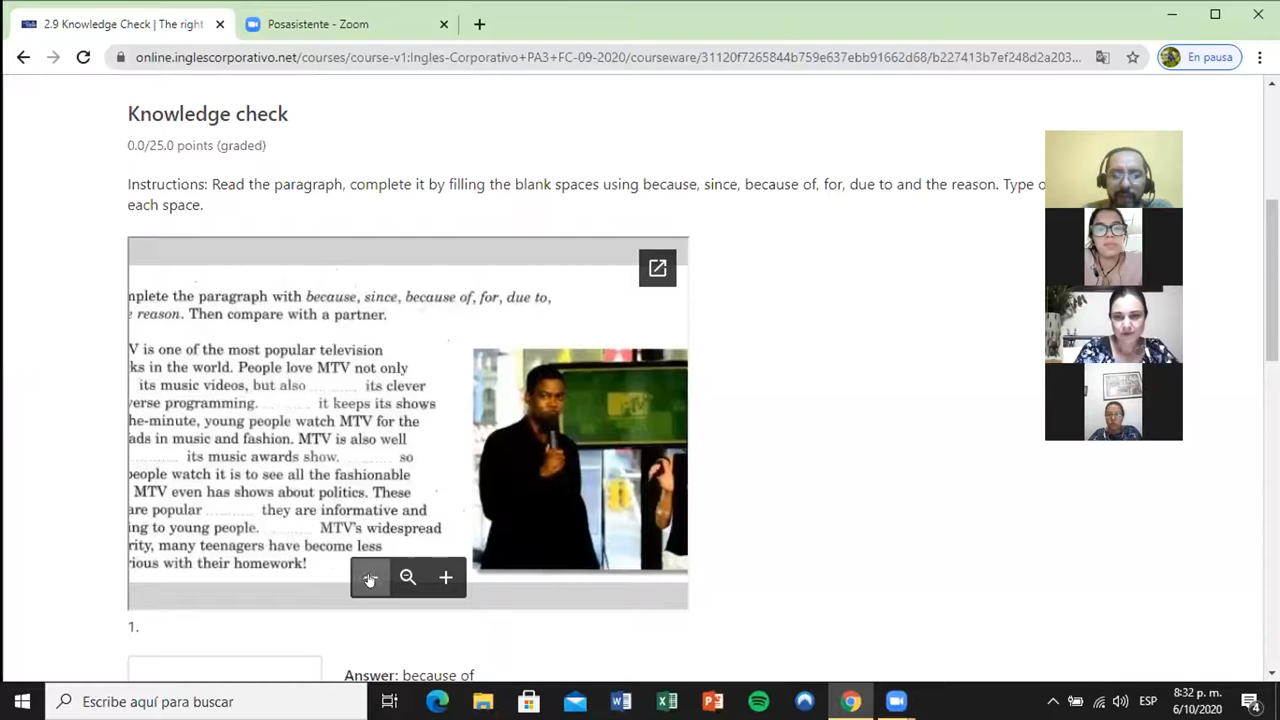 2.9 Knowledge Check | The right
Posasistente - Zoom
online.inglescorporativo.net/courses/course-v1:Ingles-Corporativo+PA3+FC-09-2020/courseware/31120f7265844b759e637ebb91662d68/b227413b7ef248d2a203...
En pausa
Knowledge check
0.0/25.0 points (graded)
Instructions: Read the paragraph, complete it by filling the blank spaces using because, since, because of, for, due to and the reason. Type o
each space.
nplete the paragraph with because, since, because of, for, due to,
e reason. Then compare with a partner.
V is one of the most popular television
ks in the world. People love MTV not only
its music videos, but also .......... its clever
verse programming. .......... it keeps its shows
he-minute, young people watch MTV for the
ads in music and fashion. MTV is also well
.......... its music awards show. .......... so
people watch it is to see all the fashionable
MTV even has shows about politics. These
are popular .......... they are informative and
ing to young people. .......... MTV's widespread
rity, many teenagers have become less
rious with their homework!
MTV
1.
Answer: because of
Escribe aquí para buscar
ESP
8:32 p. m.
6/10/2020
4